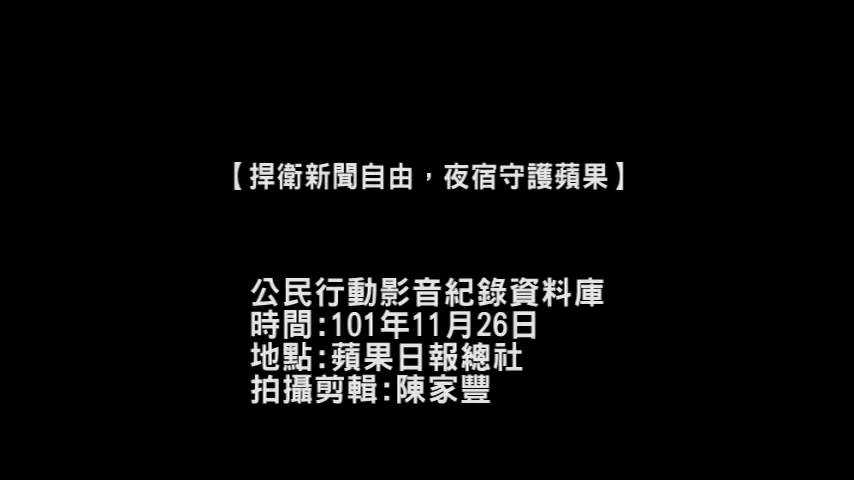 【捍衛新聞自由，夜宿守護蘋果】
公民行動影音紀錄資料庫
時間:101年11月26日
地點:蘋果日報總社
拍攝剪輯:陳家豐